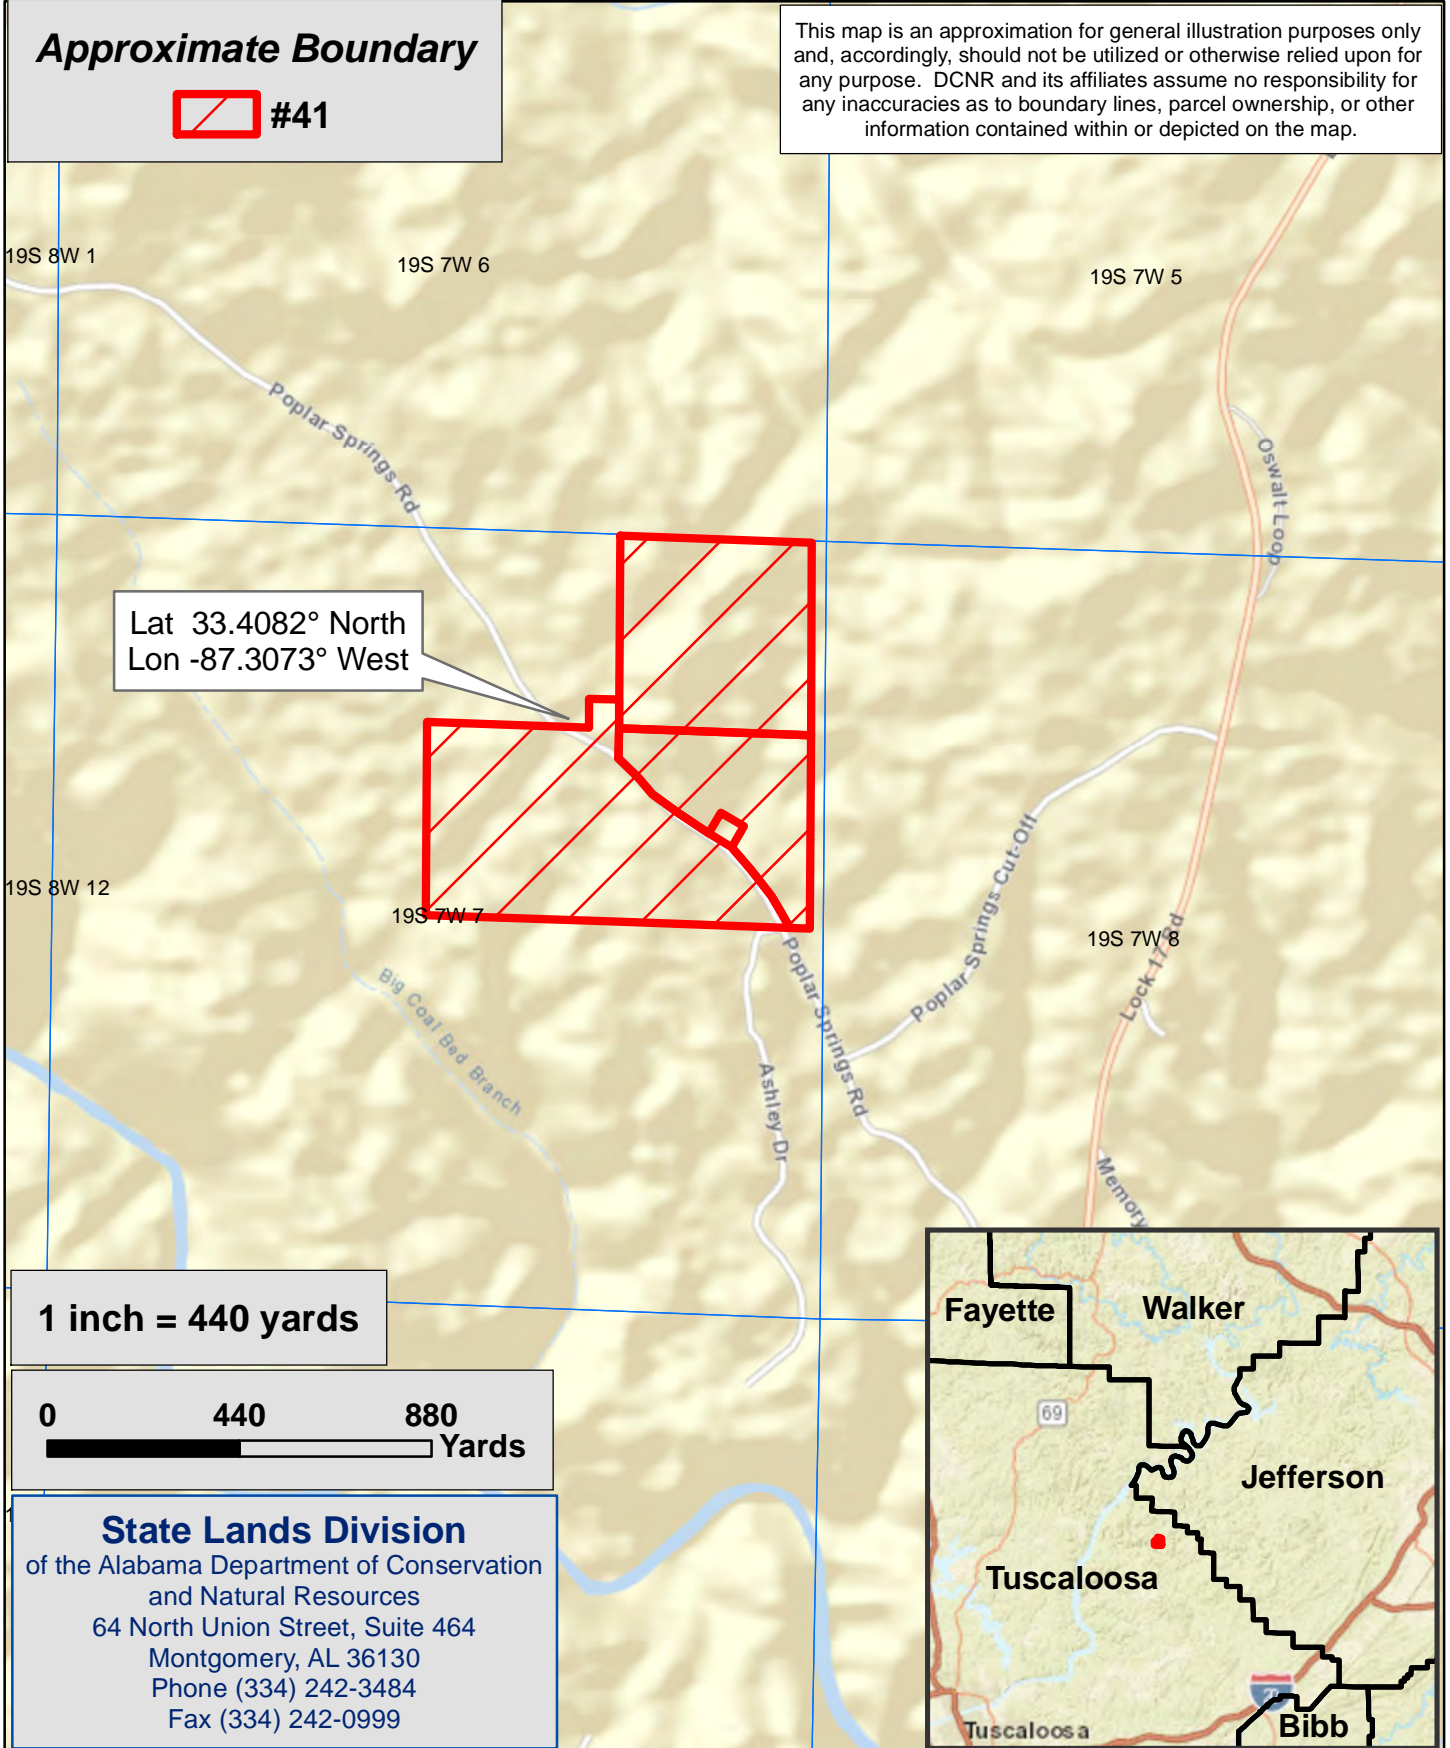 Approximate Boundary
#41
This map is an approximation for general illustration purposes only
and, accordingly, should not be utilized or otherwise relied upon for
any purpose. DCNR and its affiliates assume no responsibility for
any inaccuracies as to boundary lines, parcel ownership, or other
information contained within or depicted on the map.
19S 8W 1
19S 7W 6
19S 7W 5
Poplar Springs Rd
Oswalt Loop
Lat 33.4082° North
Lon -87.3073° West
19S 8W 12
19S 7W 7
19S 7W 8
Poplar Springs Cut-Off
Lock 17 Rd
Big Coal Bed Branch
Poplar Springs Rd
Ashley Dr
Memory
1 inch = 440 yards
0 440 880
Yards
State Lands Division
of the Alabama Department of Conservation
and Natural Resources
64 North Union Street, Suite 464
Montgomery, AL 36130
Phone (334) 242-3484
Fax (334) 242-0999
Fayette
Walker
69
Jefferson
Tuscaloosa
Tuscaloosa
Bibb